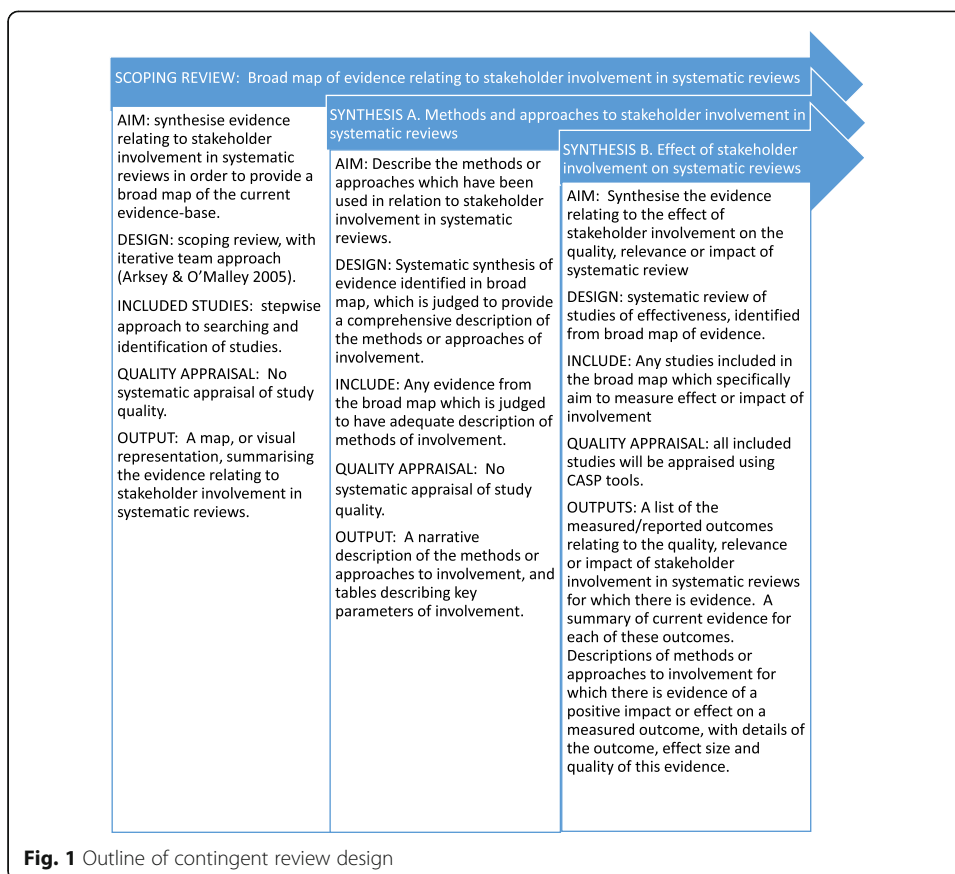 SCOPING REVIEW: Broad map of evidence relating to stakeholder involvement in systematic reviews
AIM: synthesise evidence
relating to stakeholder
involvement in systematic
reviews in order to provide a
broad map of the current
evidence-base.
DESIGN: scoping review, with
iterative team approach
(Arksey & O’Malley 2005).
INCLUDED STUDIES: stepwise
approach to searching and
identification of studies.
QUALITY APPRAISAL: No
systematic appraisal of study
quality.
OUTPUT: A map, or visual
representation, summarising
the evidence relating to
stakeholder involvement in
systematic reviews.
SYNTHESIS A. Methods and approaches to stakeholder involvement in
systematic reviews
AIM: Describe the methods or
approaches which have been
used in relation to stakeholder
involvement in systematic
reviews.
DESIGN: Systematic synthesis of
evidence identified in broad
map, which is judged to provide
a comprehensive description of
the methods or approaches of
involvement.
INCLUDE: Any evidence from
the broad map which is judged
to have adequate description of
methods of involvement.
QUALITY APPRAISAL: No
systematic appraisal of study
quality.
OUTPUT: A narrative
description of the methods or
approaches to involvement, and
tables describing key
parameters of involvement.
SYNTHESIS B. Effect of stakeholder
involvement on systematic reviews
AIM: Synthesise the evidence
relating to the effect of
stakeholder involvement on the
quality, relevance or impact of
systematic review
DESIGN: systematic review of
studies of effectiveness, identified
from broad map of evidence.
INCLUDE: Any studies included in
the broad map which specifically
aim to measure effect or impact of
involvement
QUALITY APPRAISAL: all included
studies will be appraised using
CASP tools.
OUTPUTS: A list of the
measured/reported outcomes
relating to the quality, relevance
or impact of stakeholder
involvement in systematic reviews
for which there is evidence. A
summary of current evidence for
each of these outcomes.
Descriptions of methods or
approaches to involvement for
which there is evidence of a
positive impact or effect on a
measured outcome, with details of
the outcome, effect size and
quality of this evidence.
Fig. 1 Outline of contingent review design